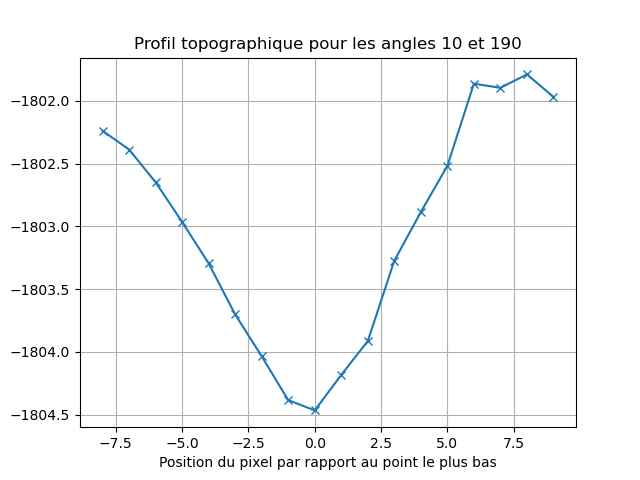 Profil topographique pour les angles 10 et 190
−1802.0
−1802.5
−1803.0
−1803.5
−1804.0
−1804.5
−7.5 −5.0 −2.5 0.0 2.5 5.0 7.5
Position du pixel par rapport au point le plus bas